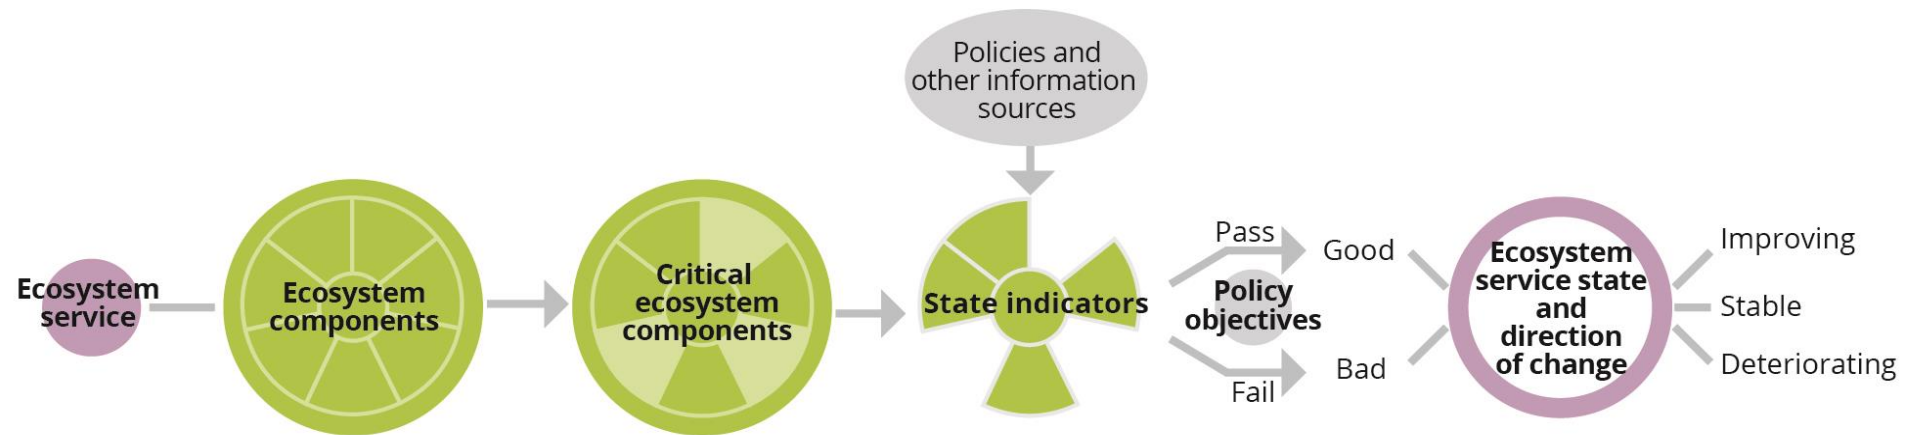 Policies and
other information
sources
Ecosystem
service
Ecosystem
components
Critical
ecosystem
components
State indicators
Pass
Policy
objectives
Fail
Good
Bad
Ecosystem
service state
and
direction
of change
Improving
Stable
Deteriorating